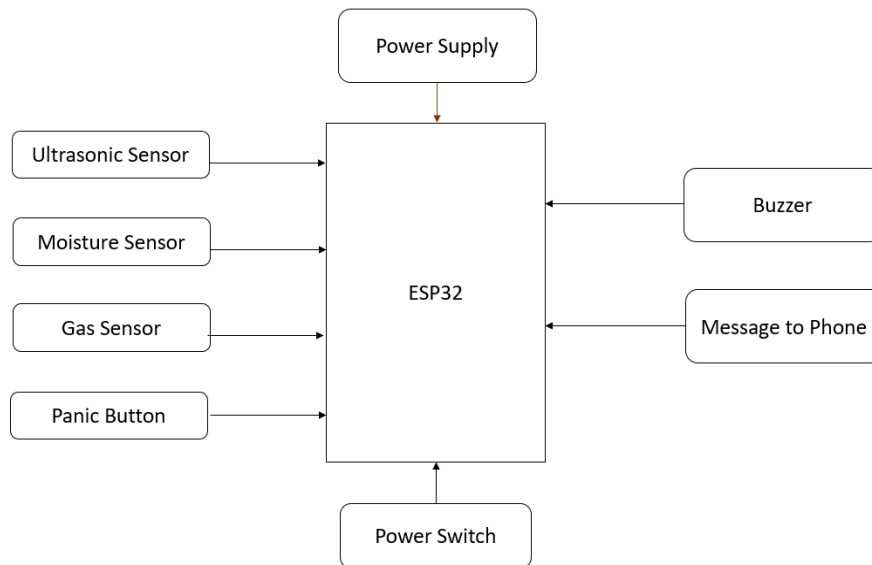 Power Supply
Ultrasonic Sensor
Moisture Sensor
Gas Sensor
Panic Button
ESP32
Buzzer
Message to Phone
Power Switch